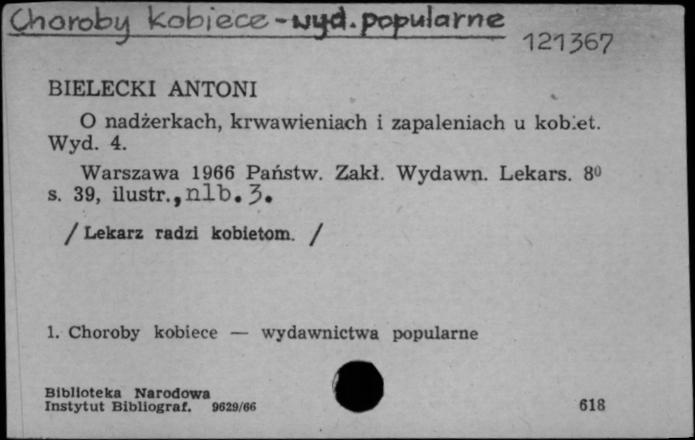 Choroby kobiece - wyd. popularne
121367
BIELECKI ANTONI
O nadżerkach, krwawieniach i zapaleniach u kobiet.
Wyd. 4.
Warszawa 1966 Państw. Zakł. Wydawn. Lekars. 8⁰
s. 39, ilustr., nlb. 3.
/ Lekarz radzi kobietom. /
1. Choroby kobiece — wydawnictwa popularne
Biblioteka Narodowa
Instytut Bibliograf. 9629/66
618